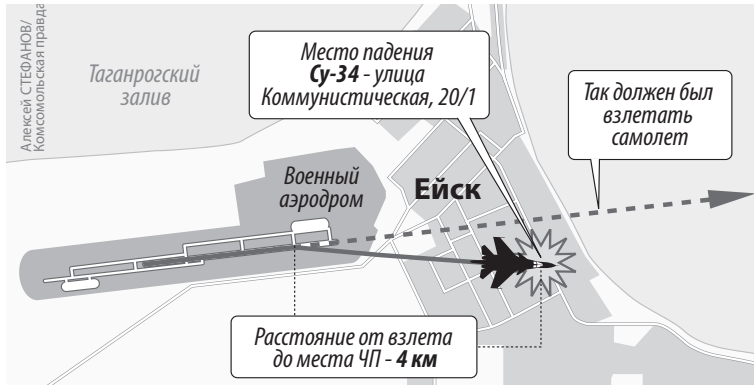 Алексей СТЕФАНОВ/
Комсомольская правда
Таганрогский
залив
Место падения
Су-34 - улица
Коммунистическая, 20/1
Так должен был
взлетать
самолет
Военный
аэродром
Ейск
Расстояние от взлета
до места ЧП - 4 км